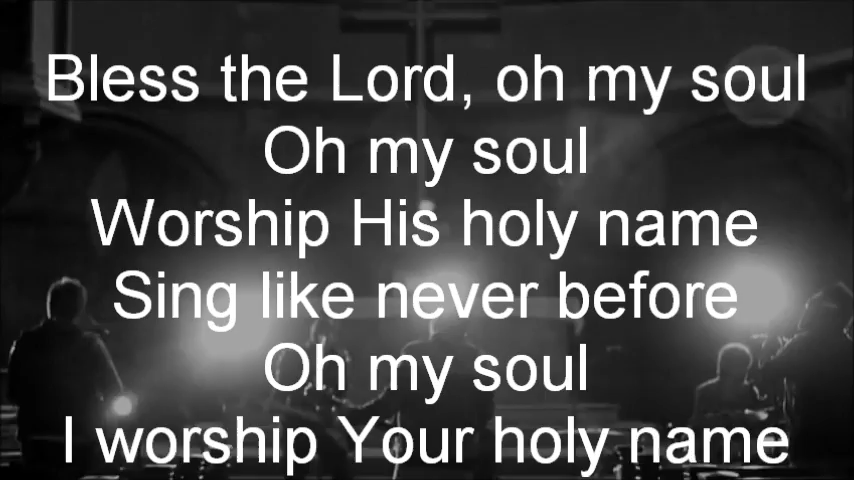 Bless the Lord, oh my soul
Oh my soul
Worship His holy name
Sing like never before
Oh my soul
I worship Your holy name